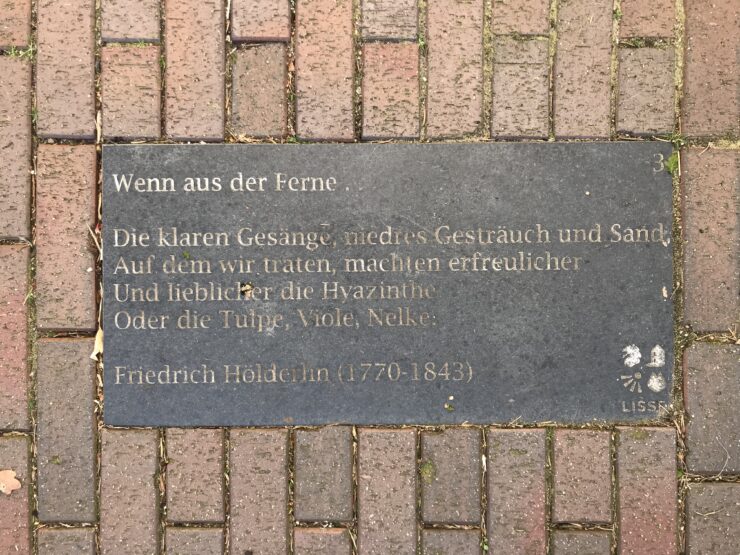 3
Wenn aus der Ferne . .
Die klaren Gesänge, niedres Gesträuch und Sand,
Auf dem wir traten, machten erfreulicher
Und lieblicher die Hyazinthe
Oder die Tulpe, Viole, Nelke.
Friedrich Hölderlin (1770-1843)
LISSE